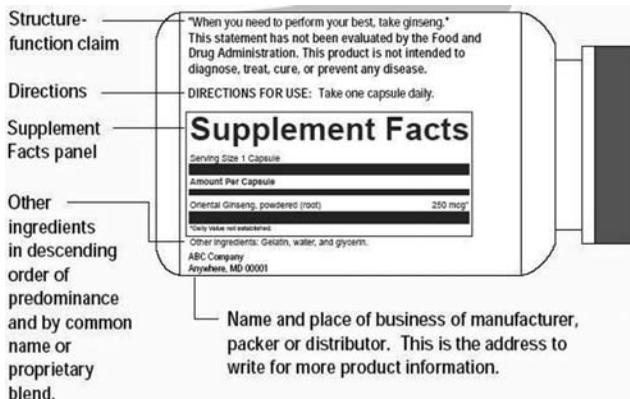 Structure-
function claim
"When you need to perform your best, take ginseng."
This statement has not been evaluated by the Food and
Drug Administration. This product is not intended to
diagnose, treat, cure, or prevent any disease.
Directions
DIRECTIONS FOR USE: Take one capsule daily.
Supplement
Facts panel
Supplement Facts
Serving Size 1 Capsule
Amount Per Capsule
Oriental Ginseng, powdered (root) 250 mcg*
*Daily Value not established.
Other
ingredients
in descending
order of
predominance
and by common
name or
proprietary
blend.
Other ingredients: Gelatin, water, and glycerin.
ABC Company
Anywhere, MD 00001
Name and place of business of manufacturer,
packer or distributor. This is the address to
write for more product information.